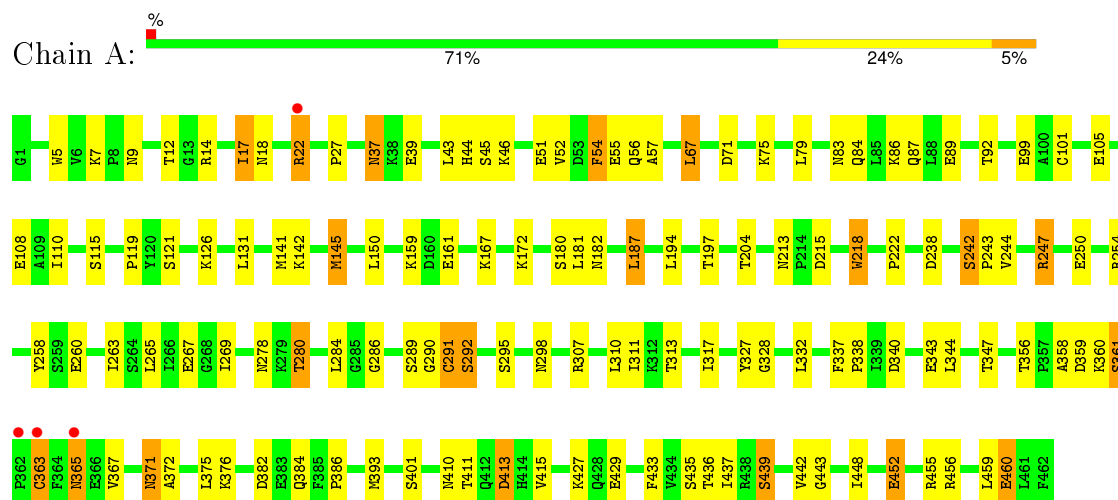 %
Chain A:
71% 24% 5%
G1 W5 V6 K7 P8 N9 T12 G13 R14 I17 N18 R22 P27 N37 K38 E39 L43 H44 S45 K46 E51 V52 D53 F54 E55 Q56 A57 L67 D71 K75 L79 N83 Q84 L85 K86 Q87 L88 E89 T92 E99 A100 C101 E105
E108 A109 I110 S115 P119 Y120 S121 K126 L131 M141 K142 M145 L150 K159 D160 E161 K167 K172 S180 L181 N182 L187 L194 T197 T204 N213 P214 D215 W218 P222 D238 S242 P243 V244 R247 E250 R254
Y258 S259 E260 I263 S264 L265 I266 E267 G268 I269 N278 K279 T280 L284 G285 G286 S289 G290 C291 S292 S295 N298 R307 L310 I311 K312 T313 I317 Y327 G328 L332 F337 P338 I339 D340 E343 L344 T347 T356 P357 A358 D359 K360 S361
P362 C363 F364 N365 E366 V367 N371 A372 L375 K376 D382 E383 Q384 F385 P386 M393 S401 N410 T411 Q412 D413 H414 V415 K427 Q428 E429 F433 V434 S435 T436 I437 R438 S439 V442 G443 I448 E452 R455 R456 L459 E460 L461 F462